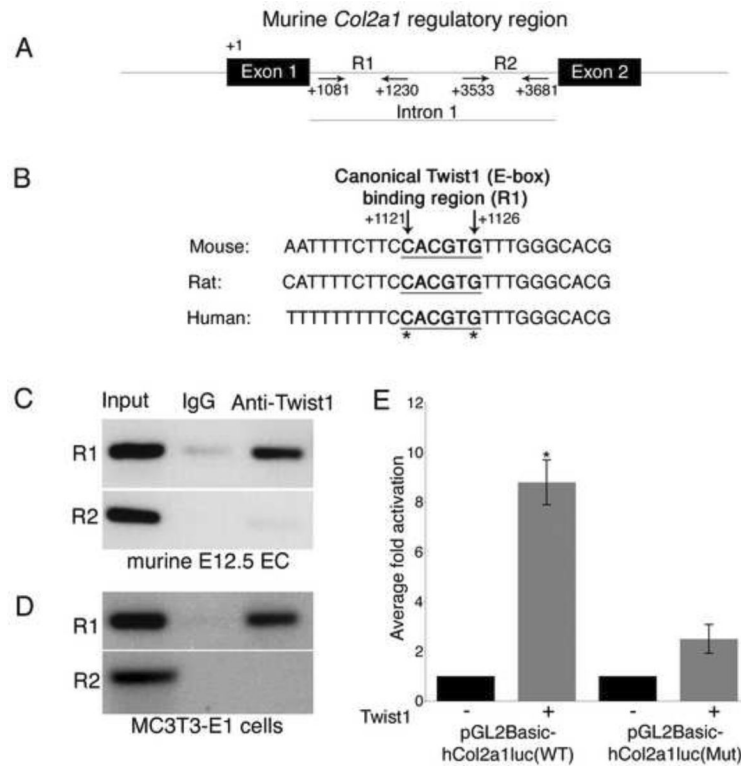 Murine Col2a1 regulatory region
A
+1
Exon 1
R1
R2
Exon 2
+1081
+1230
+3533
+3681
Intron 1
B
Canonical Twist1 (E-box)
binding region (R1)
+1121
+1126
Mouse: AATTTTCTTCCACGTGTTTGGGCACG
Rat: CATTTTCTTCCACGTGTTTGGGCACG
Human: TTTTTTTTTCCACGTGTTTGGGCACG
* *
C
Input IgG Anti-Twist1
R1
R2
murine E12.5 EC
D
R1
R2
MC3T3-E1 cells
E
Average fold activation
12
10
8
6
4
2
0
*
Twist1 - + - +
pGL2Basic-
hCol2a1luc(WT)
pGL2Basic-
hCol2a1luc(Mut)